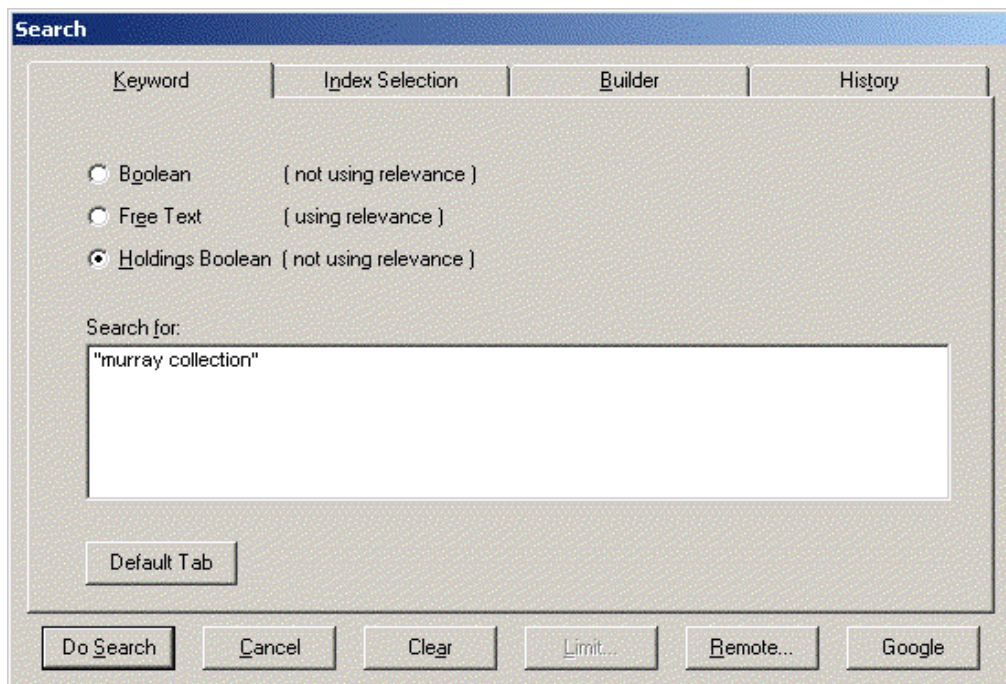 Search
Keyword Index Selection Builder History
Boolean ( not using relevance )
Free Text ( using relevance )
Holdings Boolean ( not using relevance )
Search for:
"murray collection"
Default Tab
Do Search Cancel Clear Limit... Remote... Google